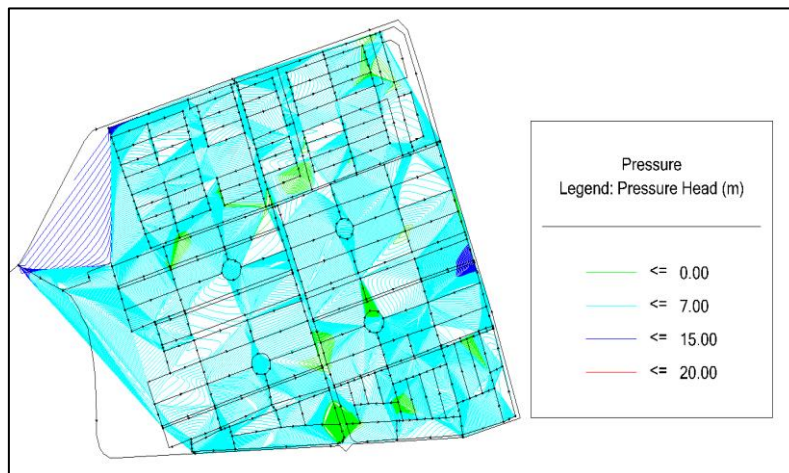 Pressure
Legend: Pressure Head (m)
<= 0.00
<= 7.00
<= 15.00
<= 20.00